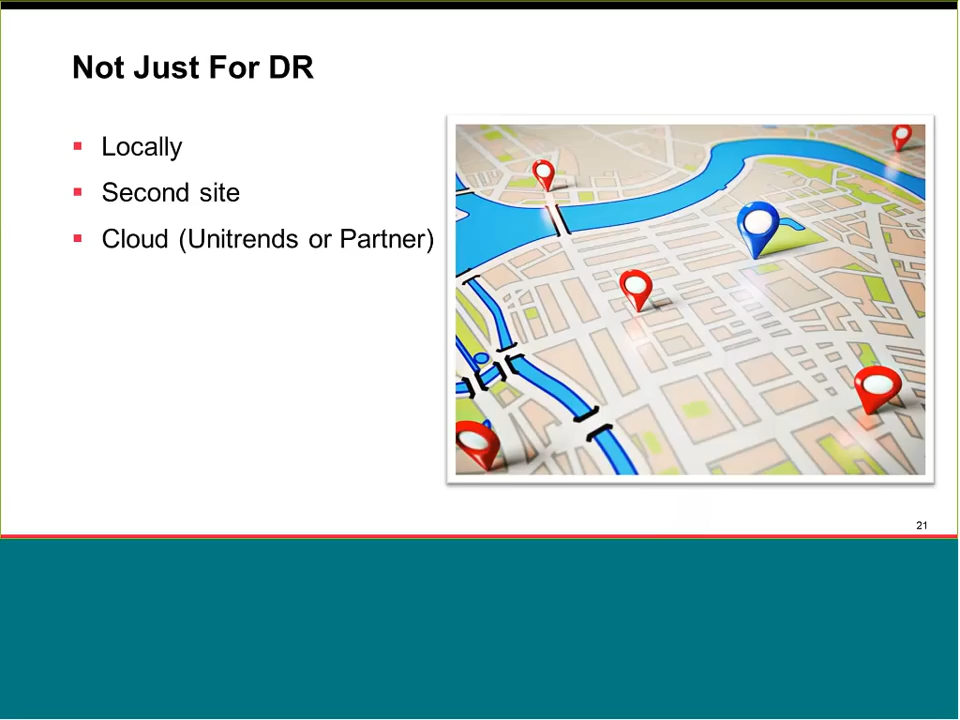 Not Just For DR
Locally
Second site
Cloud (Unitrends or Partner)
21